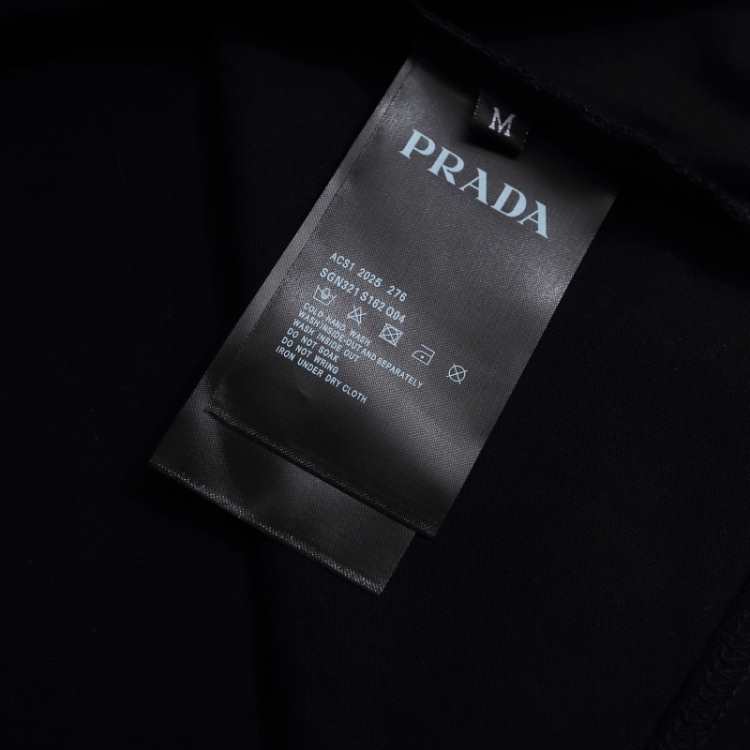 M
PRADA
ACS1 2025 276
SGN321 S162 Q04
COLD HAND WASH
WASH INSIDE-OUT AND SEPARATELY
WASH INSIDE OUT
DO NOT SOAK
DO NOT WRING
IRON UNDER DRY CLOTH